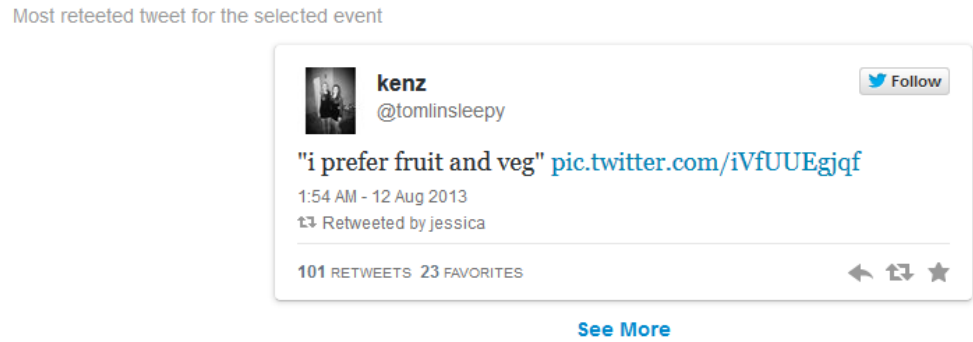 Most reteeted tweet for the selected event
kenz
Follow
@tomlinsleepy
"i prefer fruit and veg" pic.twitter.com/iVfUUEgjqf
1:54 AM - 12 Aug 2013
Retweeted by jessica
101 RETWEETS 23 FAVORITES
See More